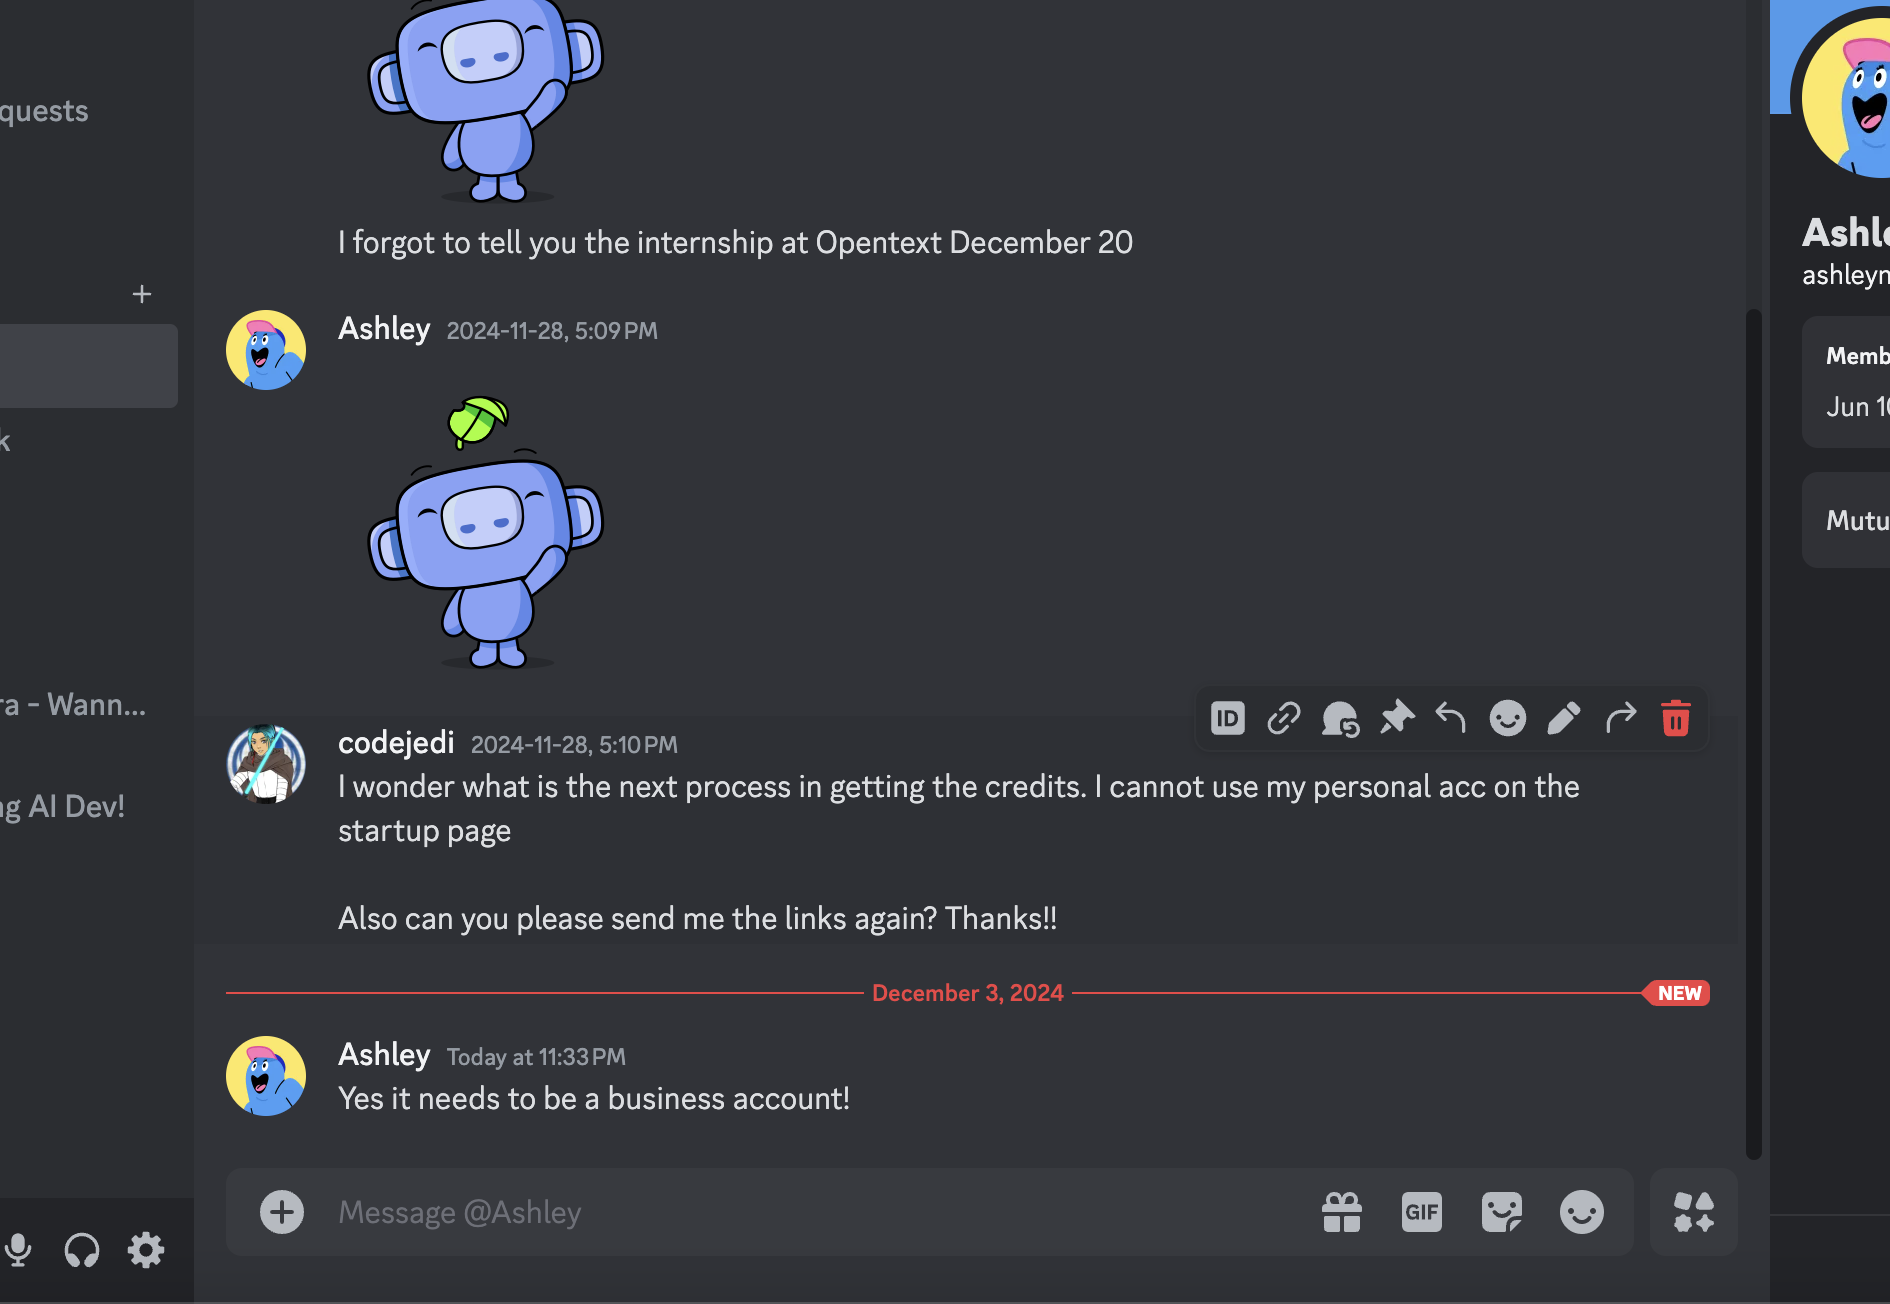 quests
+
k
ra - Wann...
ng AI Dev!
I forgot to tell you the internship at Opentext December 20
Ashley 2024-11-28, 5:09 PM
ID
codejedi 2024-11-28, 5:10 PM
I wonder what is the next process in getting the credits. I cannot use my personal acc on the
startup page
Also can you please send me the links again? Thanks!!
December 3, 2024 NEW
Ashley Today at 11:33 PM
Yes it needs to be a business account!
Message @Ashley
GIF
Ashle
ashleyn
Memb
Jun 10
Mutu